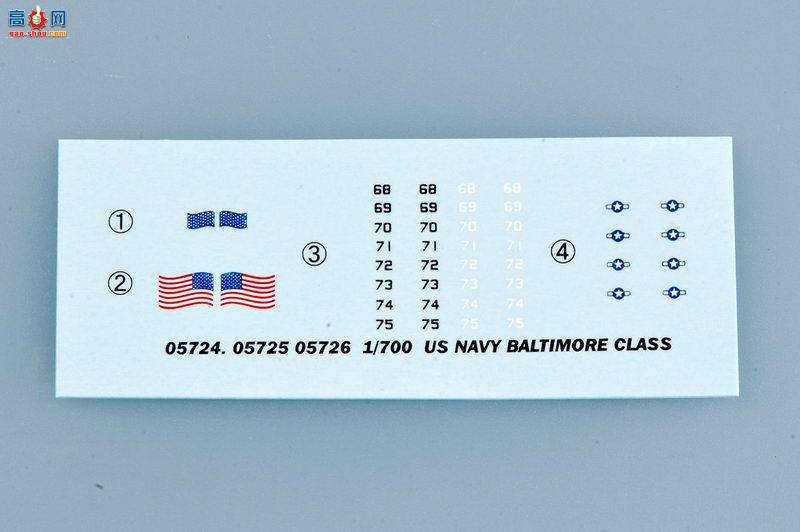 高手网
gao-shou.com
①
②
③
④
68 68 68 68
69 69 69 69
70 70 70 70
71 71 71 71
72 72 72 72
73 73 73 73
74 74 74 74
75 75 75 75
05724. 05725 05726 1/700 US NAVY BALTIMORE CLASS